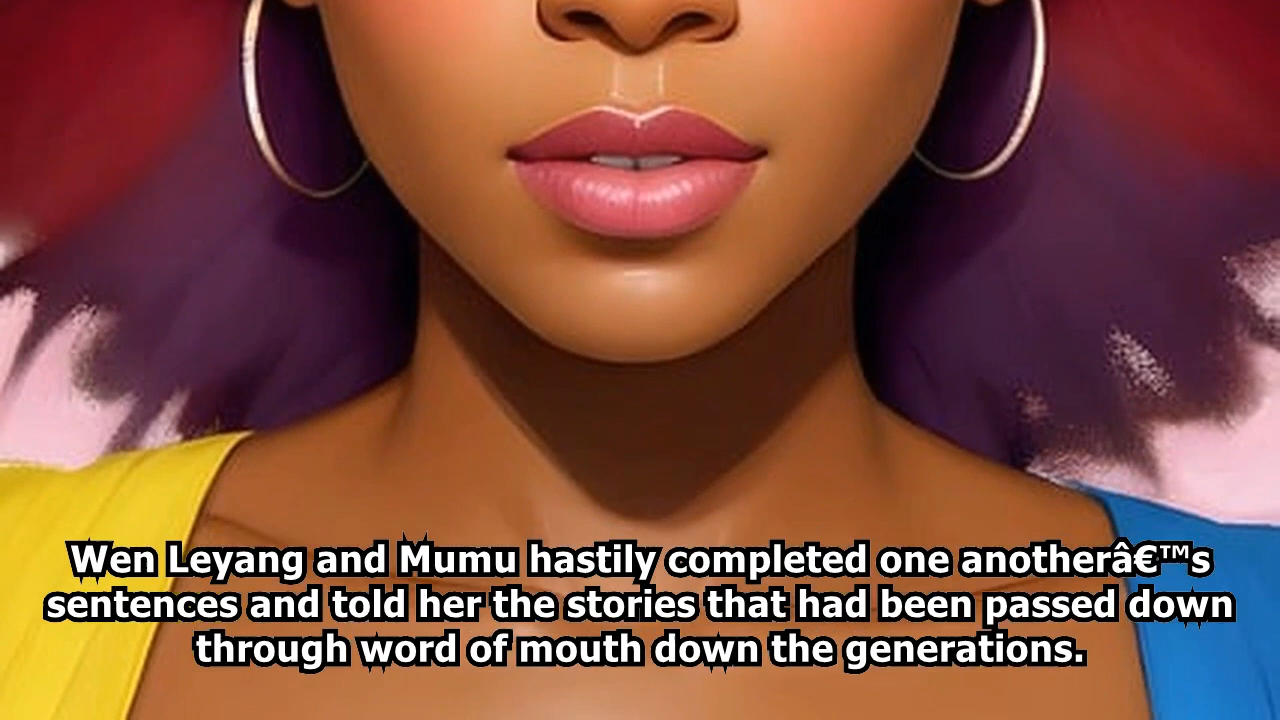 Wen Leyang and Mumu hastily completed one anotherâ€™s
sentences and told her the stories that had been passed down
through word of mouth down the generations.